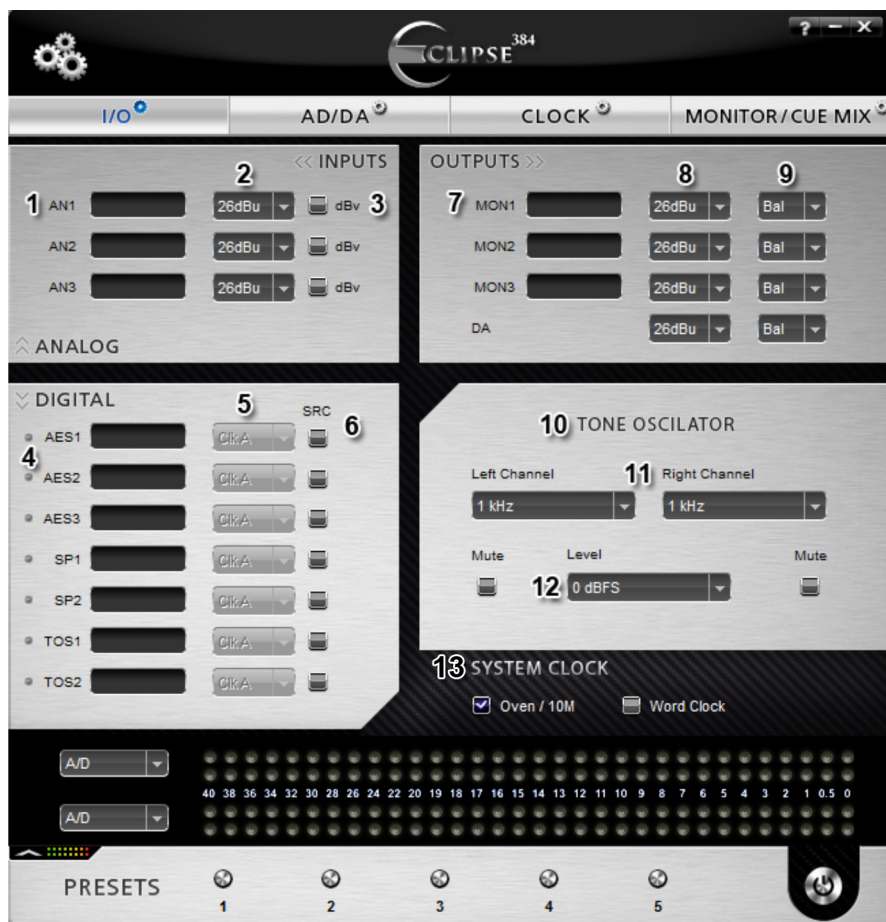 ECLIPSE 384
? − X
I/O AD/DA CLOCK MONITOR/CUE MIX
<< INPUTS
2
1 AN1 26dBu dBv 3
AN2 26dBu dBv
AN3 26dBu dBv
ANALOG
OUTPUTS >>
8 9
7 MON1 26dBu Bal
MON2 26dBu Bal
MON3 26dBu Bal
DA 26dBu Bal
DIGITAL
5 SRC 6
AES1 ClkA
4
AES2 ClkA
AES3 ClkA
SP1 ClkA
SP2 ClkA
TOS1 ClkA
TOS2 ClkA
10 TONE OSCILATOR
Left Channel 11 Right Channel
1 kHz 1 kHz
Mute Level Mute
12 0 dBFS
13 SYSTEM CLOCK
Oven / 10M Word Clock
A/D
40 38 36 34 32 30 28 26 24 22 20 19 18 17 16 15 14 13 12 11 10 9 8 7 6 5 4 3 2 1 0.5 0
A/D
PRESETS
1 2 3 4 5